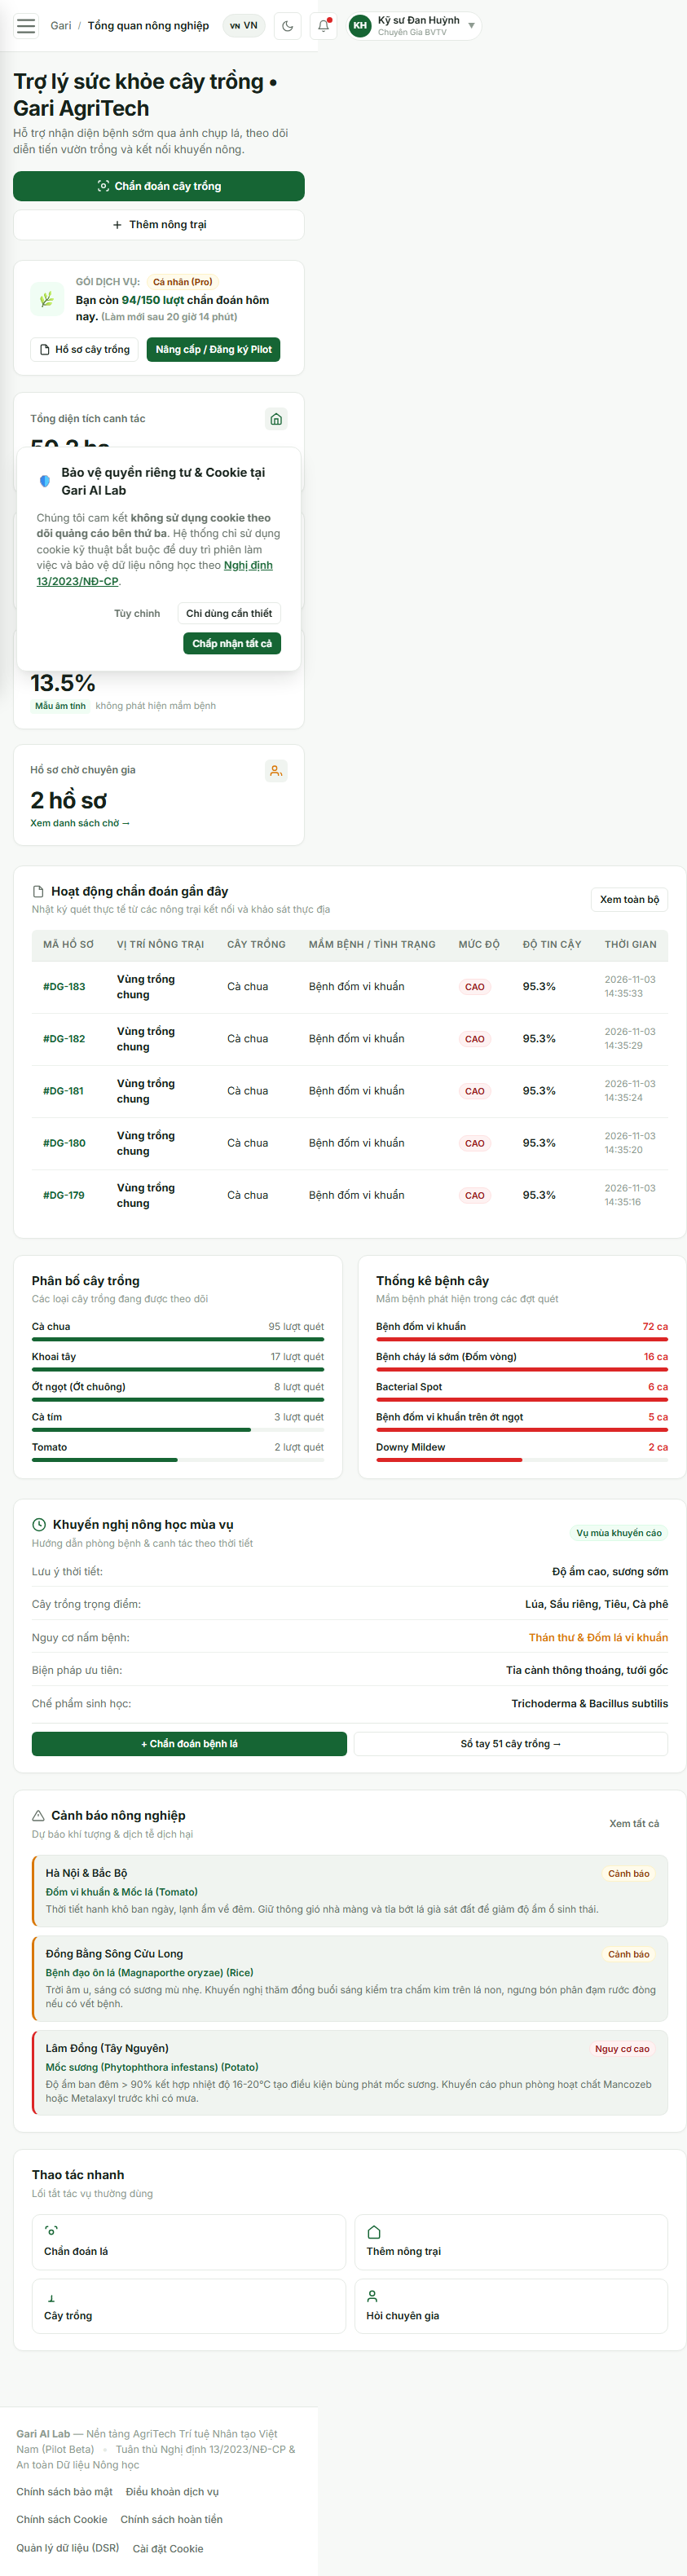 Gari / Tổng quan nông nghiệp
VN VN
KH
Kỹ sư Đan Huỳnh
Chuyên Gia BVTV
Trợ lý sức khỏe cây trồng •
Gari AgriTech
Hỗ trợ nhận diện bệnh sớm qua ảnh chụp lá, theo dõi
diễn tiến vườn trồng và kết nối khuyến nông.
Chẩn đoán cây trồng
+ Thêm nông trại
GÓI DỊCH VỤ: Cá nhân (Pro)
Bạn còn 94/150 lượt chẩn đoán hôm
nay. (Làm mới sau 20 giờ 14 phút)
Hồ sơ cây trồng
Nâng cấp / Đăng ký Pilot
Tổng diện tích canh tác
50.2 ha
Bảo vệ quyền riêng tư & Cookie tại
Gari AI Lab
Chúng tôi cam kết không sử dụng cookie theo
dõi quảng cáo bên thứ ba. Hệ thống chỉ sử dụng
cookie kỹ thuật bắt buộc để duy trì phiên làm
việc và bảo vệ dữ liệu nông học theo Nghị định
13/2023/NĐ-CP.
Tùy chỉnh
Chỉ dùng cần thiết
Chấp nhận tất cả
13.5%
Mẫu âm tính không phát hiện mầm bệnh
Hồ sơ chờ chuyên gia
2 hồ sơ
Xem danh sách chờ →
Hoạt động chẩn đoán gần đây
Nhật ký quét thực tế từ các nông trại kết nối và khảo sát thực địa
Xem toàn bộ
MÃ HỒ SƠ VỊ TRÍ NÔNG TRẠI CÂY TRỒNG MẦM BỆNH / TÌNH TRẠNG MỨC ĐỘ ĐỘ TIN CẬY THỜI GIAN
#DG-183 Vùng trồng chung Cà chua Bệnh đốm vi khuẩn CAO 95.3% 2026-11-03 14:35:33
#DG-182 Vùng trồng chung Cà chua Bệnh đốm vi khuẩn CAO 95.3% 2026-11-03 14:35:29
#DG-181 Vùng trồng chung Cà chua Bệnh đốm vi khuẩn CAO 95.3% 2026-11-03 14:35:24
#DG-180 Vùng trồng chung Cà chua Bệnh đốm vi khuẩn CAO 95.3% 2026-11-03 14:35:20
#DG-179 Vùng trồng chung Cà chua Bệnh đốm vi khuẩn CAO 95.3% 2026-11-03 14:35:16
Phân bố cây trồng
Các loại cây trồng đang được theo dõi
Cà chua 95 lượt quét
Khoai tây 17 lượt quét
Ớt ngọt (Ớt chuông) 8 lượt quét
Cà tím 3 lượt quét
Tomato 2 lượt quét
Thống kê bệnh cây
Mầm bệnh phát hiện trong các đợt quét
Bệnh đốm vi khuẩn 72 ca
Bệnh cháy lá sớm (Đốm vòng) 16 ca
Bacterial Spot 6 ca
Bệnh đốm vi khuẩn trên ớt ngọt 5 ca
Downy Mildew 2 ca
Khuyến nghị nông học mùa vụ
Hướng dẫn phòng bệnh & canh tác theo thời tiết
Vụ mùa khuyến cáo
Lưu ý thời tiết: Độ ẩm cao, sương sớm
Cây trồng trọng điểm: Lúa, Sầu riêng, Tiêu, Cà phê
Nguy cơ nấm bệnh: Thán thư & Đốm lá vi khuẩn
Biện pháp ưu tiên: Tỉa cành thông thoáng, tưới gốc
Chế phẩm sinh học: Trichoderma & Bacillus subtilis
+ Chẩn đoán bệnh lá
Sổ tay 51 cây trồng →
Cảnh báo nông nghiệp
Dự báo khí tượng & dịch tễ dịch hại
Xem tất cả
Hà Nội & Bắc Bộ Cảnh báo
Đốm vi khuẩn & Mốc lá (Tomato)
Thời tiết hanh khô ban ngày, lạnh ẩm về đêm. Giữ thông gió nhà màng và tỉa bớt lá già sát đất để giảm độ ẩm ổ sinh thái.
Đồng Bằng Sông Cửu Long Cảnh báo
Bệnh đạo ôn lá (Magnaporthe oryzae) (Rice)
Trời âm u, sáng có sương mù nhẹ. Khuyến nghị thăm đồng buổi sáng kiểm tra chấm kim trên lá non, ngưng bón phân đạm rước đòng
nếu có vết bệnh.
Lâm Đồng (Tây Nguyên) Nguy cơ cao
Mốc sương (Phytophthora infestans) (Potato)
Độ ẩm ban đêm > 90% kết hợp nhiệt độ 16-20°C tạo điều kiện bùng phát mốc sương. Khuyến cáo phun phòng hoạt chất Mancozeb
hoặc Metalaxyl trước khi có mưa.
Thao tác nhanh
Lối tắt tác vụ thường dùng
Chẩn đoán lá
Thêm nông trại
Cây trồng
Hỏi chuyên gia
Gari AI Lab — Nền tảng AgriTech Trí tuệ Nhân tạo Việt
Nam (Pilot Beta) • Tuân thủ Nghị định 13/2023/NĐ-CP &
An toàn Dữ liệu Nông học
Chính sách bảo mật Điều khoản dịch vụ
Chính sách Cookie Chính sách hoàn tiền
Quản lý dữ liệu (DSR) Cài đặt Cookie